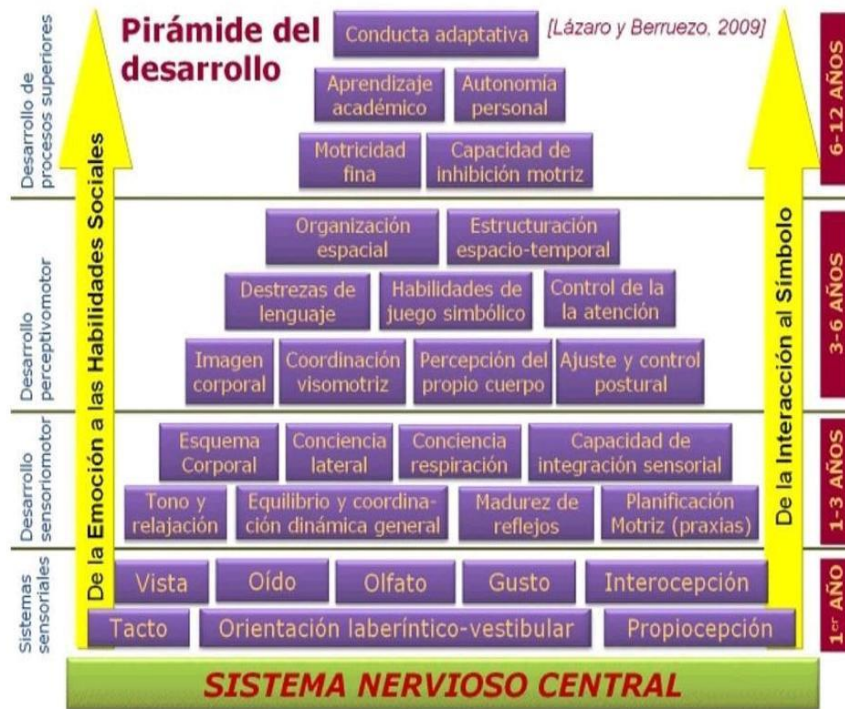 Pirámide del
desarrollo
[Lázaro y Berruezo, 2009]
Conducta adaptativa
Aprendizaje
académico
Autonomía
personal
Motricidad
fina
Capacidad de
inhibición motriz
Desarrollo de
procesos superiores
6-12 AÑOS
Organización
espacial
Estructuración
espacio-temporal
Destrezas de
lenguaje
Habilidades de
juego simbólico
Control de la
la atención
Imagen
corporal
Coordinación
visomotriz
Percepción del
propio cuerpo
Ajuste y control
postural
Desarrollo
perceptivomotor
3-6 AÑOS
Esquema
Corporal
Conciencia
lateral
Conciencia
respiración
Capacidad de
integración sensorial
Tono y
relajación
Equilibrio y coordina-
ación dinámica general
Madurez de
reflejos
Planificación
Motriz (praxias)
Desarrollo
sensoriomotor
1-3 AÑOS
Vista
Oído
Olfato
Gusto
Interocepción
Tacto
Orientación laberíntico-vestibular
Propiocepción
Sistemas
sensoriales
1er AÑO
De la Emoción a las Habilidades Sociales
De la Interacción al Símbolo
SISTEMA NERVIOSO CENTRAL